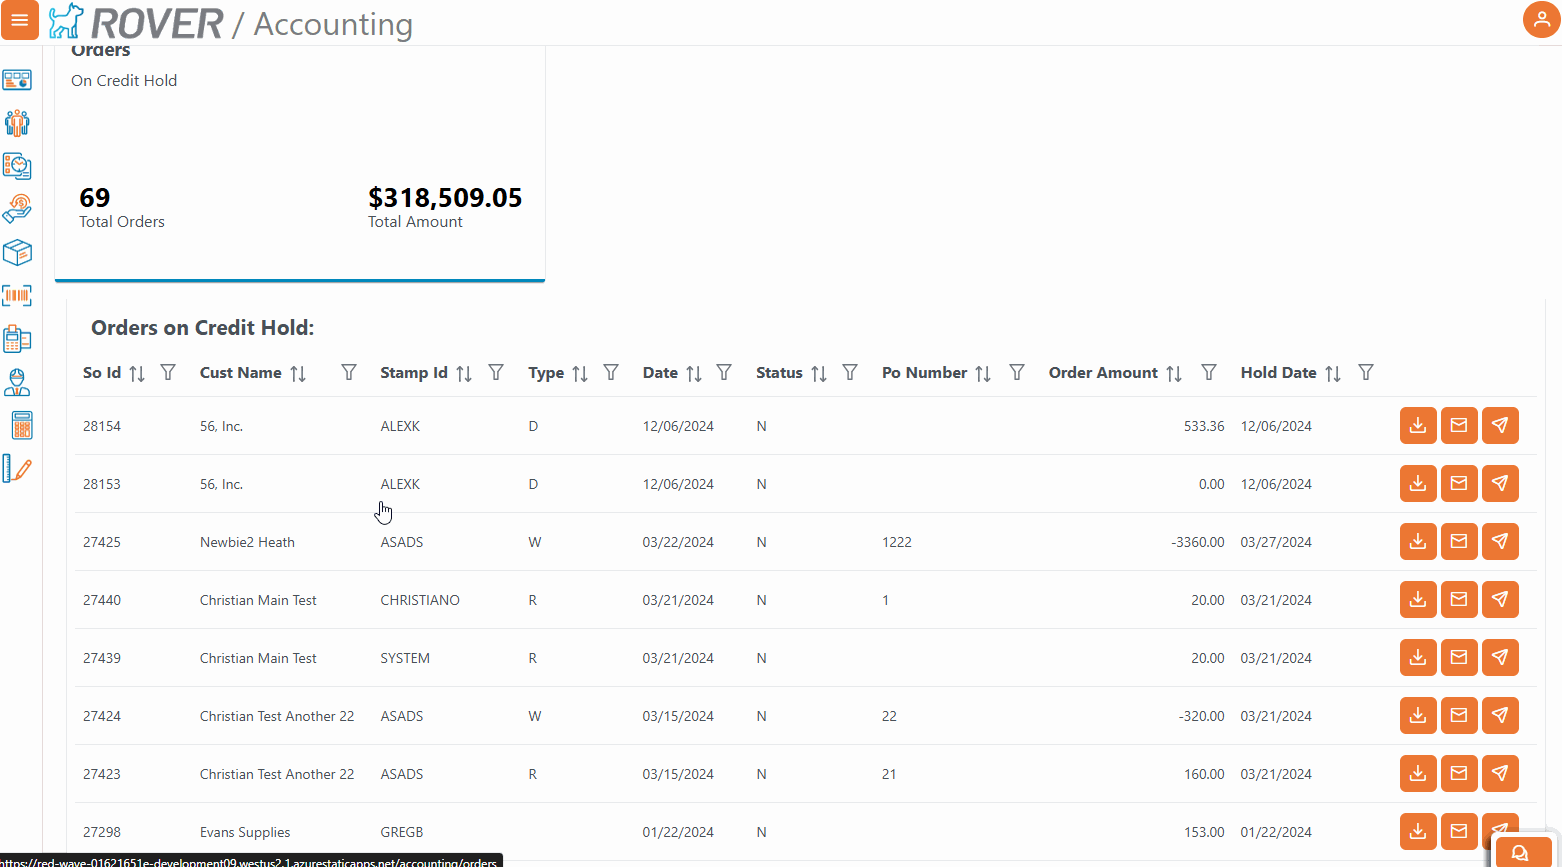 ROVER / Accounting
Orders
On Credit Hold
69 $318,509.05
Total Orders Total Amount
Orders on Credit Hold:
So Id Cust Name Stamp Id Type Date Status Po Number Order Amount Hold Date
28154 56, Inc. ALEXK D 12/06/2024 N 533.36 12/06/2024
28153 56, Inc. ALEXK D 12/06/2024 N 0.00 12/06/2024
27425 Newbie2 Heath ASADS W 03/22/2024 N 1222 -3360.00 03/27/2024
27440 Christian Main Test CHRISTIANO R 03/21/2024 N 1 20.00 03/21/2024
27439 Christian Main Test SYSTEM R 03/21/2024 N 20.00 03/21/2024
27424 Christian Test Another 22 ASADS W 03/15/2024 N 22 -320.00 03/21/2024
27423 Christian Test Another 22 ASADS R 03/15/2024 N 21 160.00 03/21/2024
27298 Evans Supplies GREGB 01/22/2024 N 153.00 01/22/2024
https://red-wave-01621651e-development09.westus2.1.azurestaticapps.net/accounting/orders